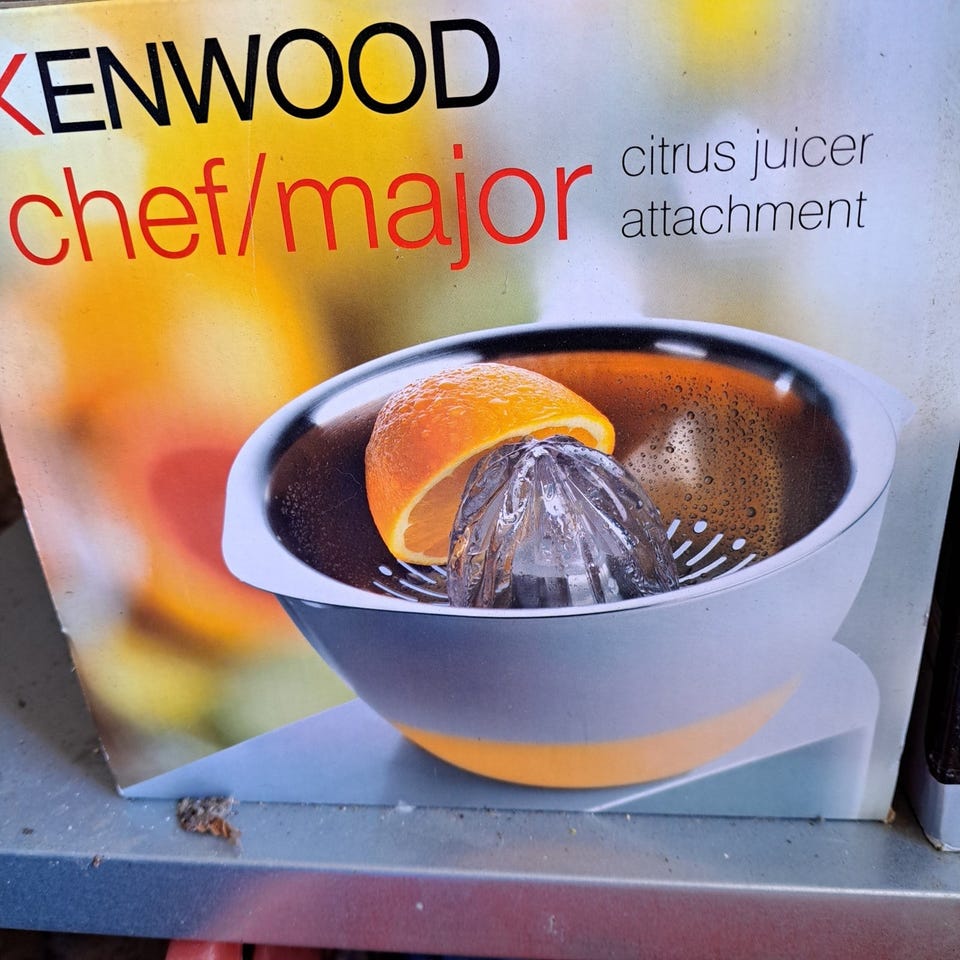 KENWOOD
chef/major
citrus juicer
attachment